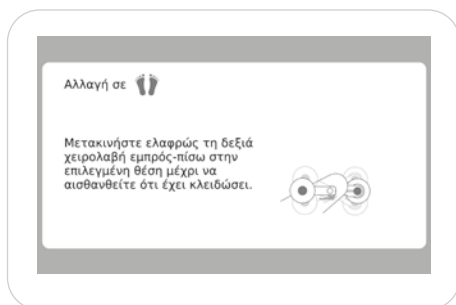 Αλλαγή σε
Μετακινήστε ελαφρώς τη δεξιά
χειρολαβή εμπρός-πίσω στην
επιλεγμένη θέση μέχρι να
αισθανθείτε ότι έχει κλειδώσει.